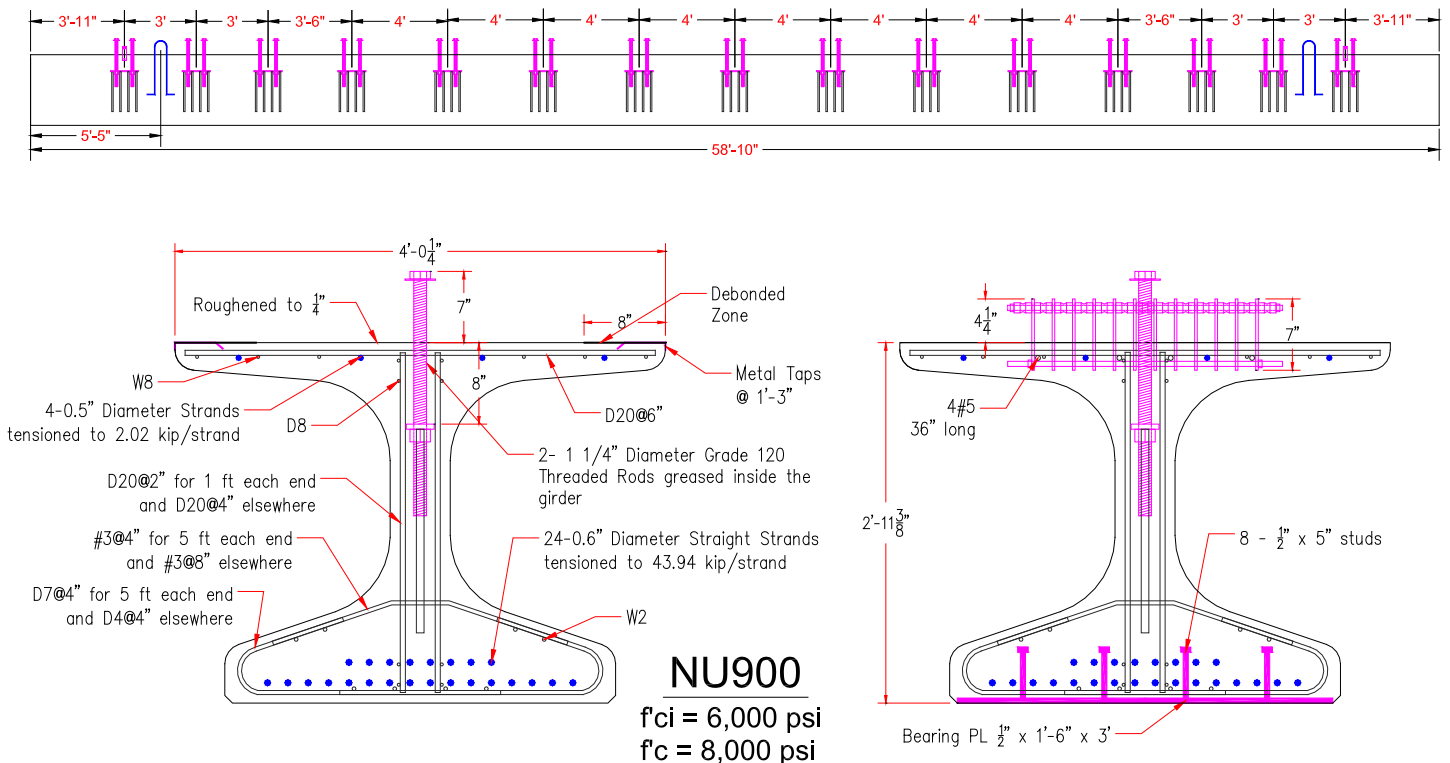 3'-11" 3' 3' 3'-6" 4' 4' 4' 4' 4' 4' 4' 4' 3'-6" 3' 3' 3'-11"
5'-5"
58'-10"
4'-0 1/4"
Roughened to 1/4"
7"
8"
Debonded
Zone
W8
8"
Metal Taps
@ 1'-3"
4-0.5" Diameter Strands
tensioned to 2.02 kip/strand
D8
D20@6"
2- 1 1/4" Diameter Grade 120
Threaded Rods greased inside the
girder
D20@2" for 1 ft each end
and D20@4" elsewhere
#3@4" for 5 ft each end
and #3@8" elsewhere
24-0.6" Diameter Straight Strands
tensioned to 43.94 kip/strand
D7@4" for 5 ft each end
and D4@4" elsewhere
W2
NU900
f'ci = 6,000 psi
f'c = 8,000 psi
4 1/4"
7"
4#5
36" long
2'-11 3/8"
8 - 1/2" x 5" studs
Bearing PL 1/2" x 1'-6" x 3'